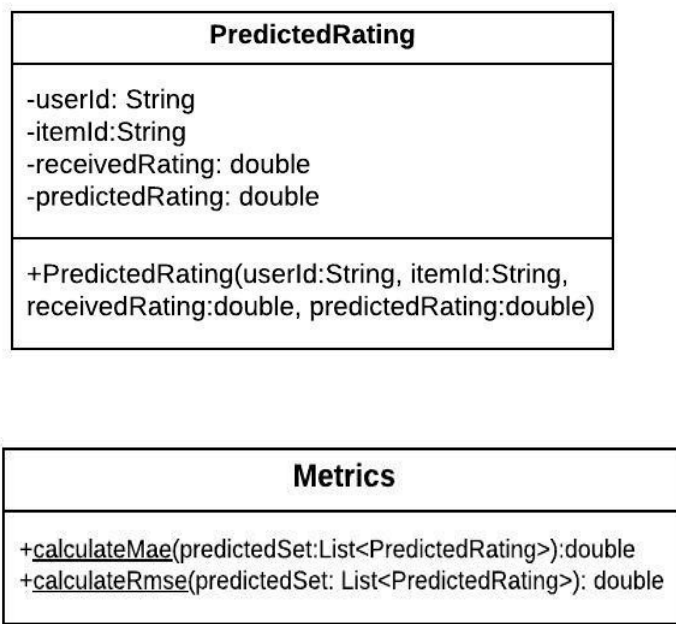 PredictedRating
-userId: String
-itemId:String
-receivedRating: double
-predictedRating: double
+PredictedRating(userId:String, itemId:String,
receivedRating:double, predictedRating:double)
Metrics
+calculateMae(predictedSet:List<PredictedRating>):double
+calculateRmse(predictedSet: List<PredictedRating>): double